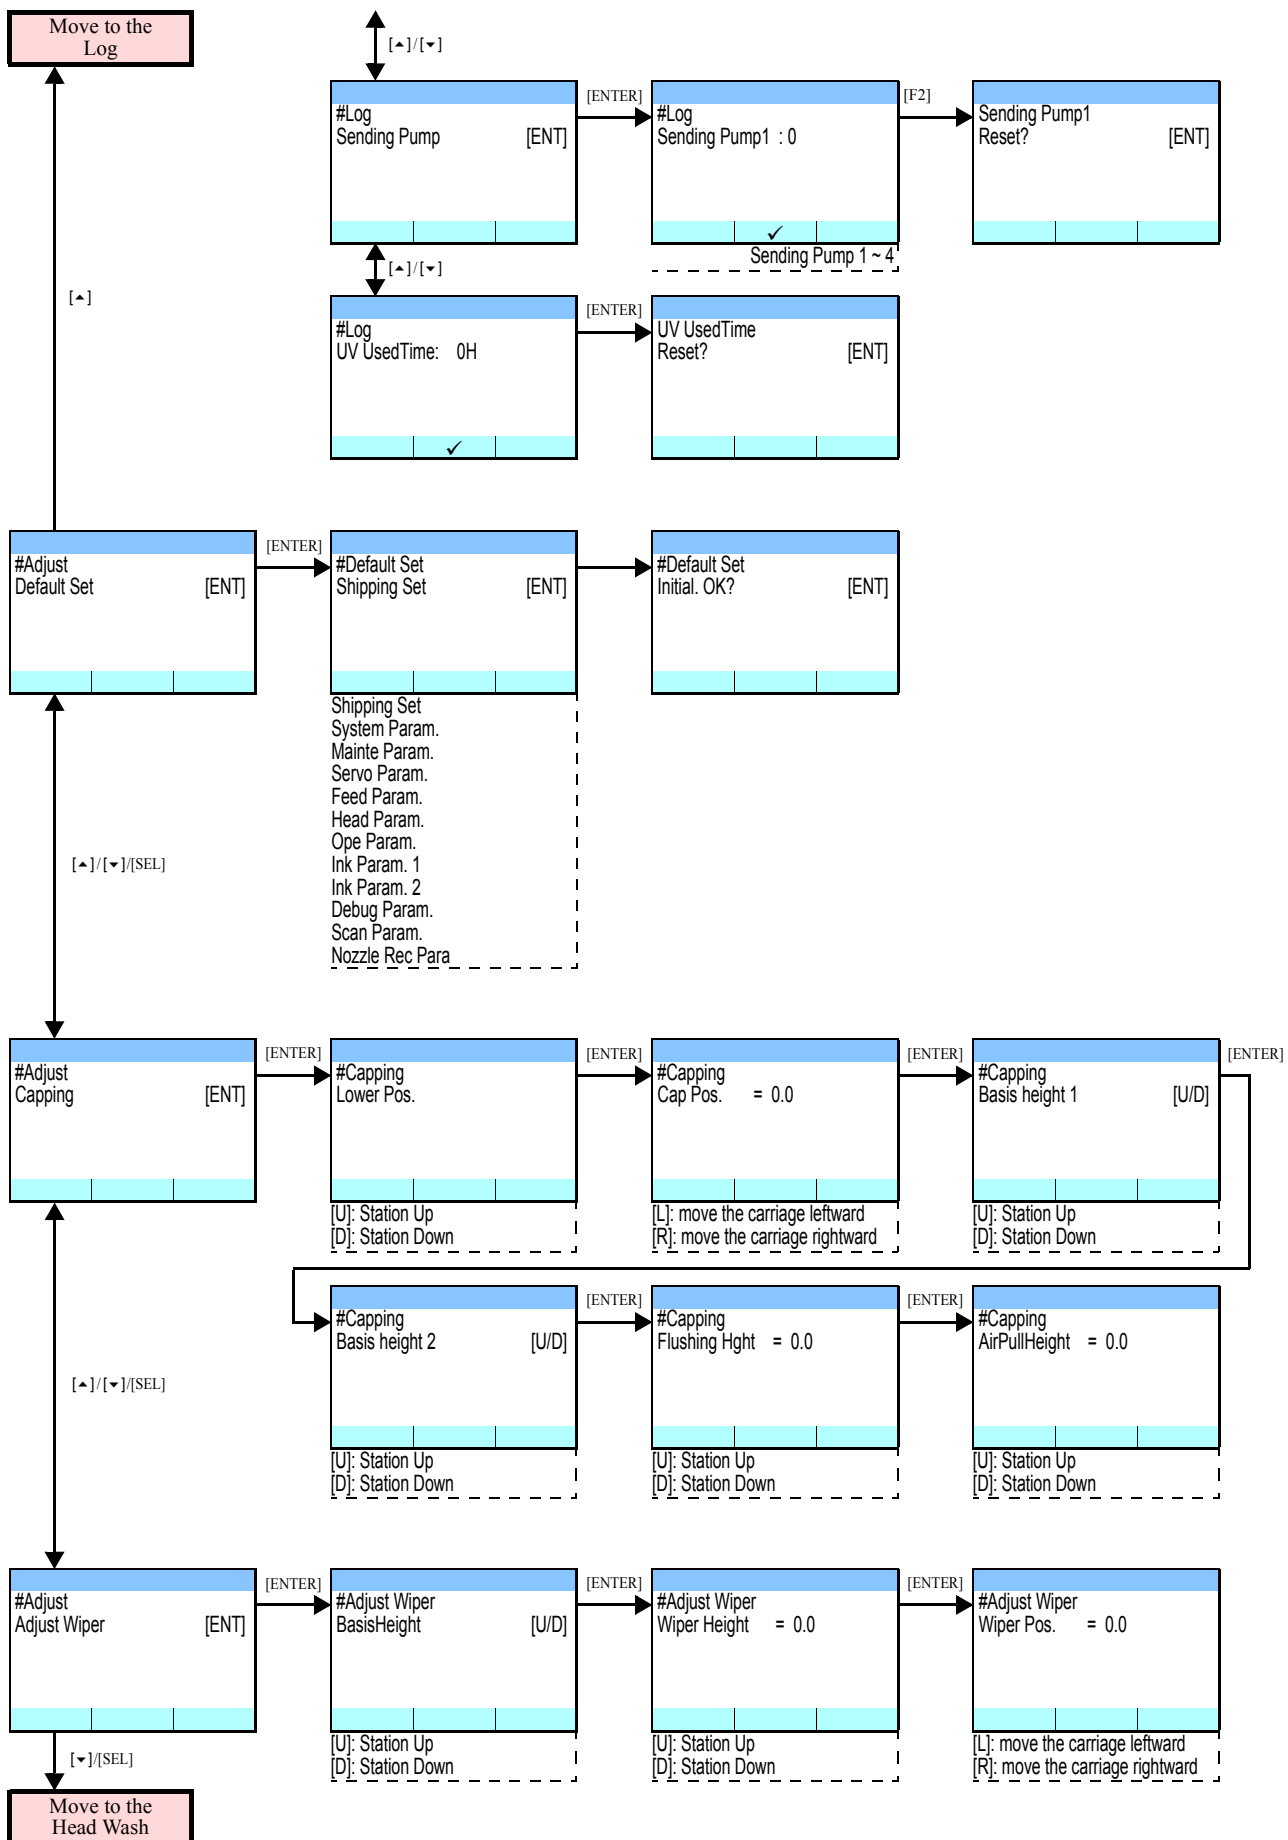 Move to the
Log
[▲]/[▼]
#Log
Sending Pump [ENT]
[ENTER]
#Log
Sending Pump1 : 0
✓
Sending Pump 1 ~ 4
[F2]
Sending Pump1
Reset? [ENT]
[▲]/[▼]
[▲]
#Log
UV UsedTime: 0H
✓
[ENTER]
UV UsedTime
Reset? [ENT]
#Adjust
Default Set [ENT]
[ENTER]
#Default Set
Shipping Set [ENT]
Shipping Set
System Param.
Mainte Param.
Servo Param.
Feed Param.
Head Param.
Ope Param.
Ink Param. 1
Ink Param. 2
Debug Param.
Scan Param.
Nozzle Rec Para
#Default Set
Initial. OK? [ENT]
[▲]/[▼]/[SEL]
#Adjust
Capping [ENT]
[ENTER]
#Capping
Lower Pos.
[U]: Station Up
[D]: Station Down
[ENTER]
#Capping
Cap Pos. = 0.0
[L]: move the carriage leftward
[R]: move the carriage rightward
[ENTER]
#Capping
Basis height 1 [U/D]
[U]: Station Up
[D]: Station Down
[ENTER]
#Capping
Basis height 2 [U/D]
[U]: Station Up
[D]: Station Down
[ENTER]
#Capping
Flushing Hght = 0.0
[U]: Station Up
[D]: Station Down
[ENTER]
#Capping
AirPullHeight = 0.0
[U]: Station Up
[D]: Station Down
[▲]/[▼]/[SEL]
#Adjust
Adjust Wiper [ENT]
[ENTER]
#Adjust Wiper
BasisHeight [U/D]
[U]: Station Up
[D]: Station Down
[ENTER]
#Adjust Wiper
Wiper Height = 0.0
[U]: Station Up
[D]: Station Down
[ENTER]
#Adjust Wiper
Wiper Pos. = 0.0
[L]: move the carriage leftward
[R]: move the carriage rightward
[▼]/[SEL]
Move to the
Head Wash